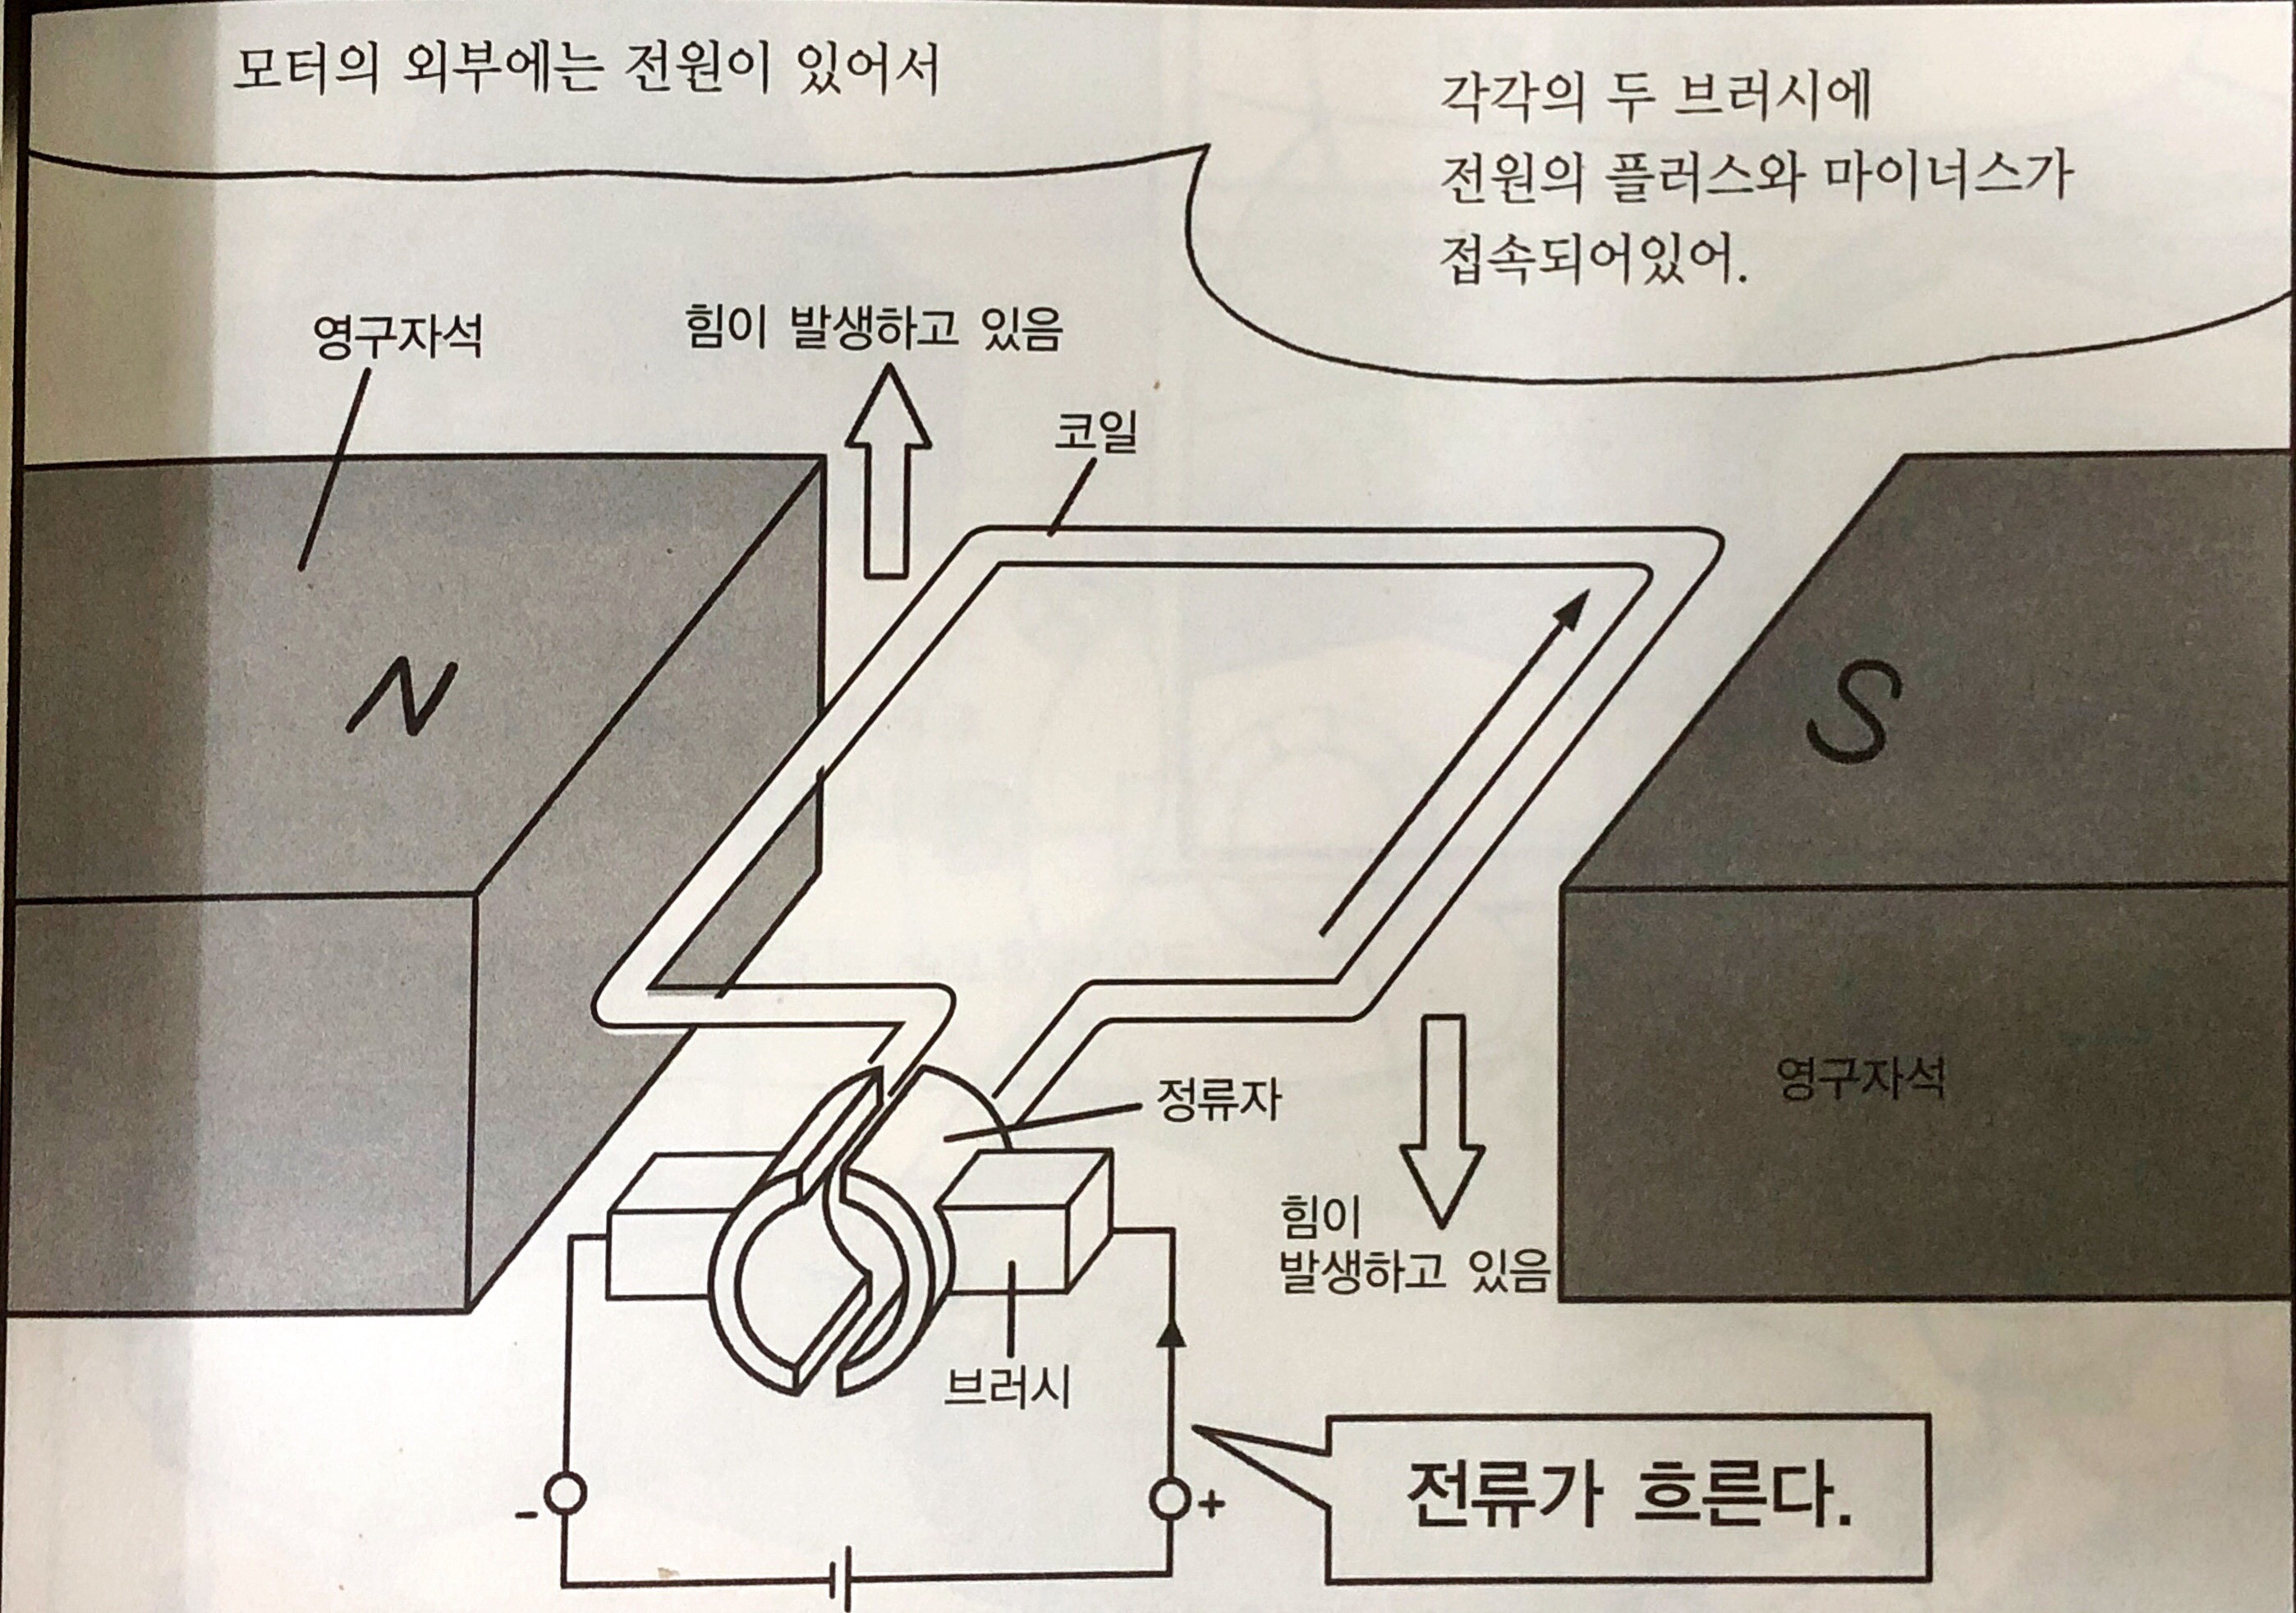 모터의 외부에는 전원이 있어서
각각의 두 브러시에
전원의 플러스와 마이너스가
접속되어있어.
영구자석
힘이 발생하고 있음
코일
N
S
영구자석
정류자
힘이
발생하고 있음
브러시
전류가 흐른다.
-
+